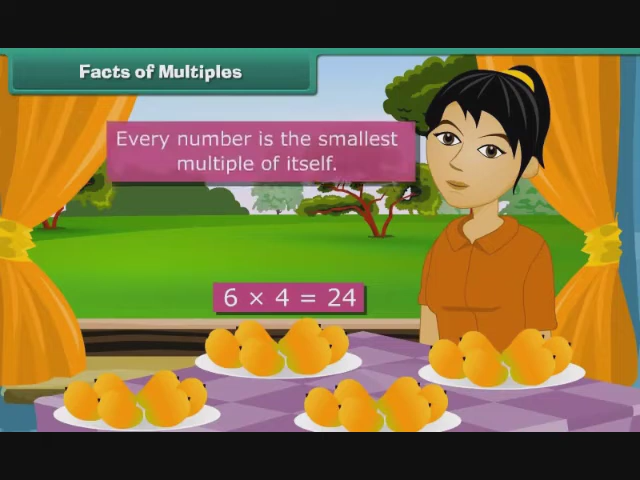 Facts of Multiples
Every number is the smallest
multiple of itself.
6 × 4 = 24